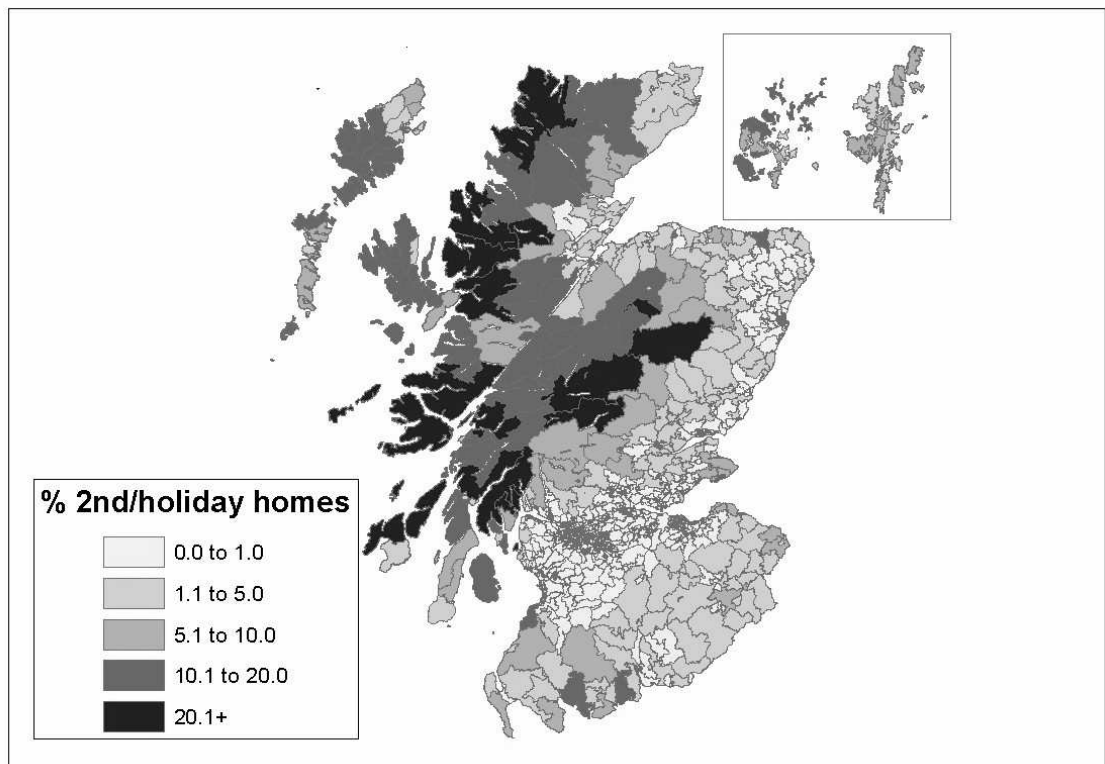 % 2nd/holiday homes
0.0 to 1.0
1.1 to 5.0
5.1 to 10.0
10.1 to 20.0
20.1+